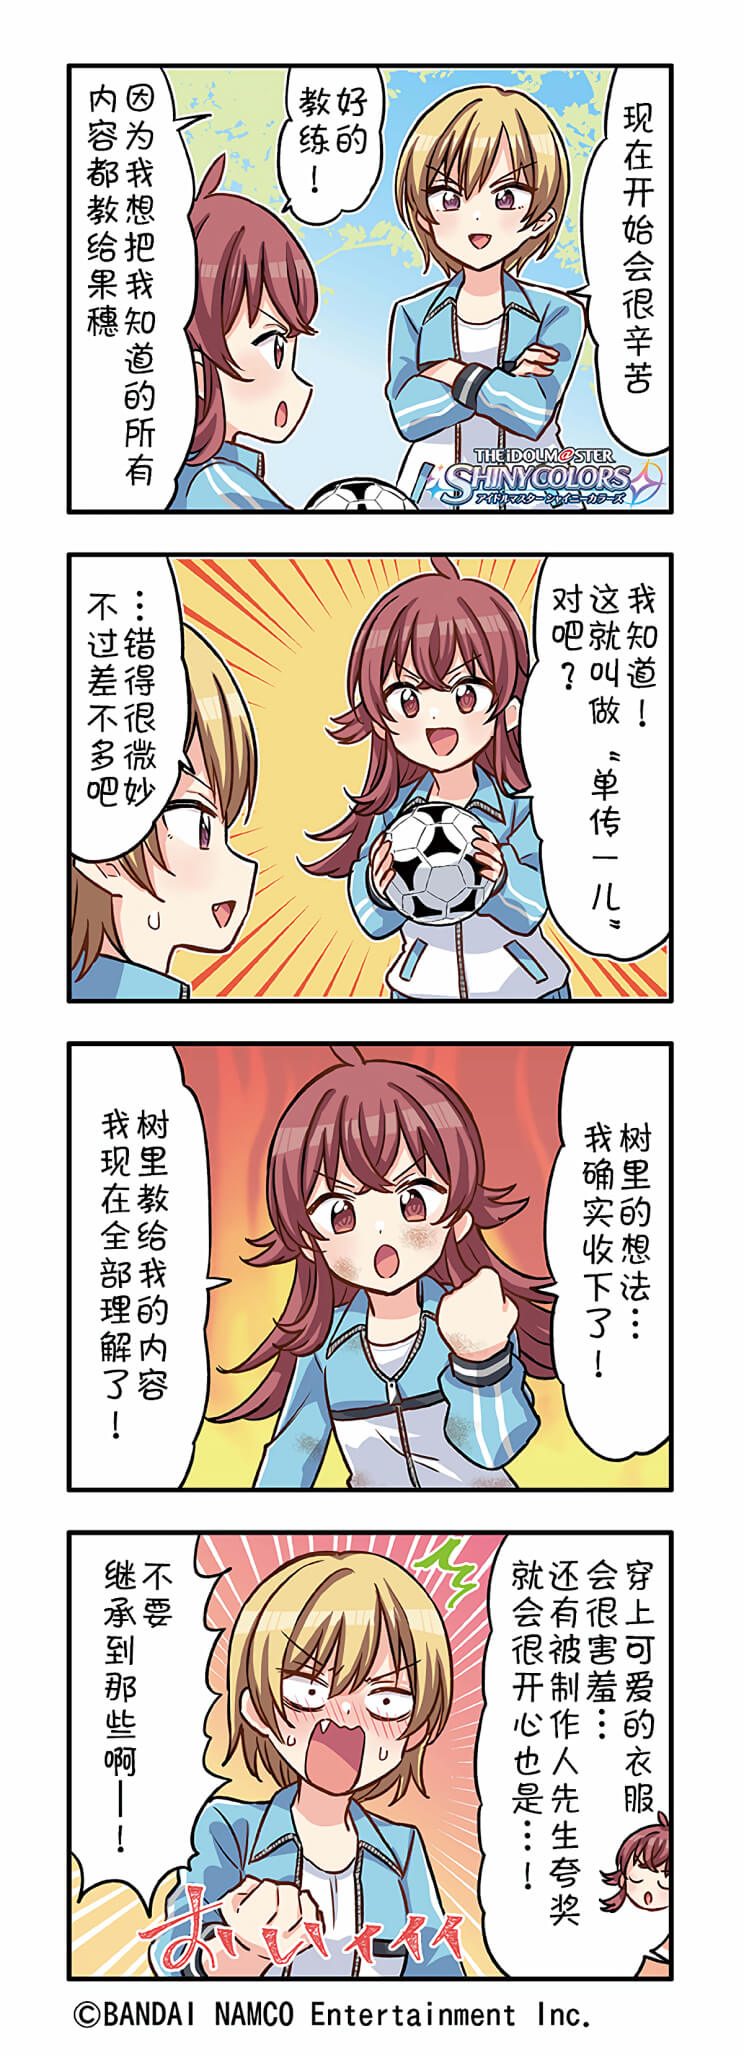 现在开始会很辛苦
好的
教练！
因为我想把我知道的所有
内容都教给果穗
THE iDOLM@STER
SHINYCOLORS
アイドルマスター シャイニーカラーズ
我知道！
这就叫做“单传一儿”
对吧？
…错得很微妙
不过差不多吧
树里的想法…
我确实收下了！
树里教给我的内容
我现在全部理解了！
穿上可爱的衣服
会很害羞…
还有被制作人先生夸奖
就会很开心也是…！
不要
继承到那些啊——！
おいィィィ
©BANDAI NAMCO Entertainment Inc.